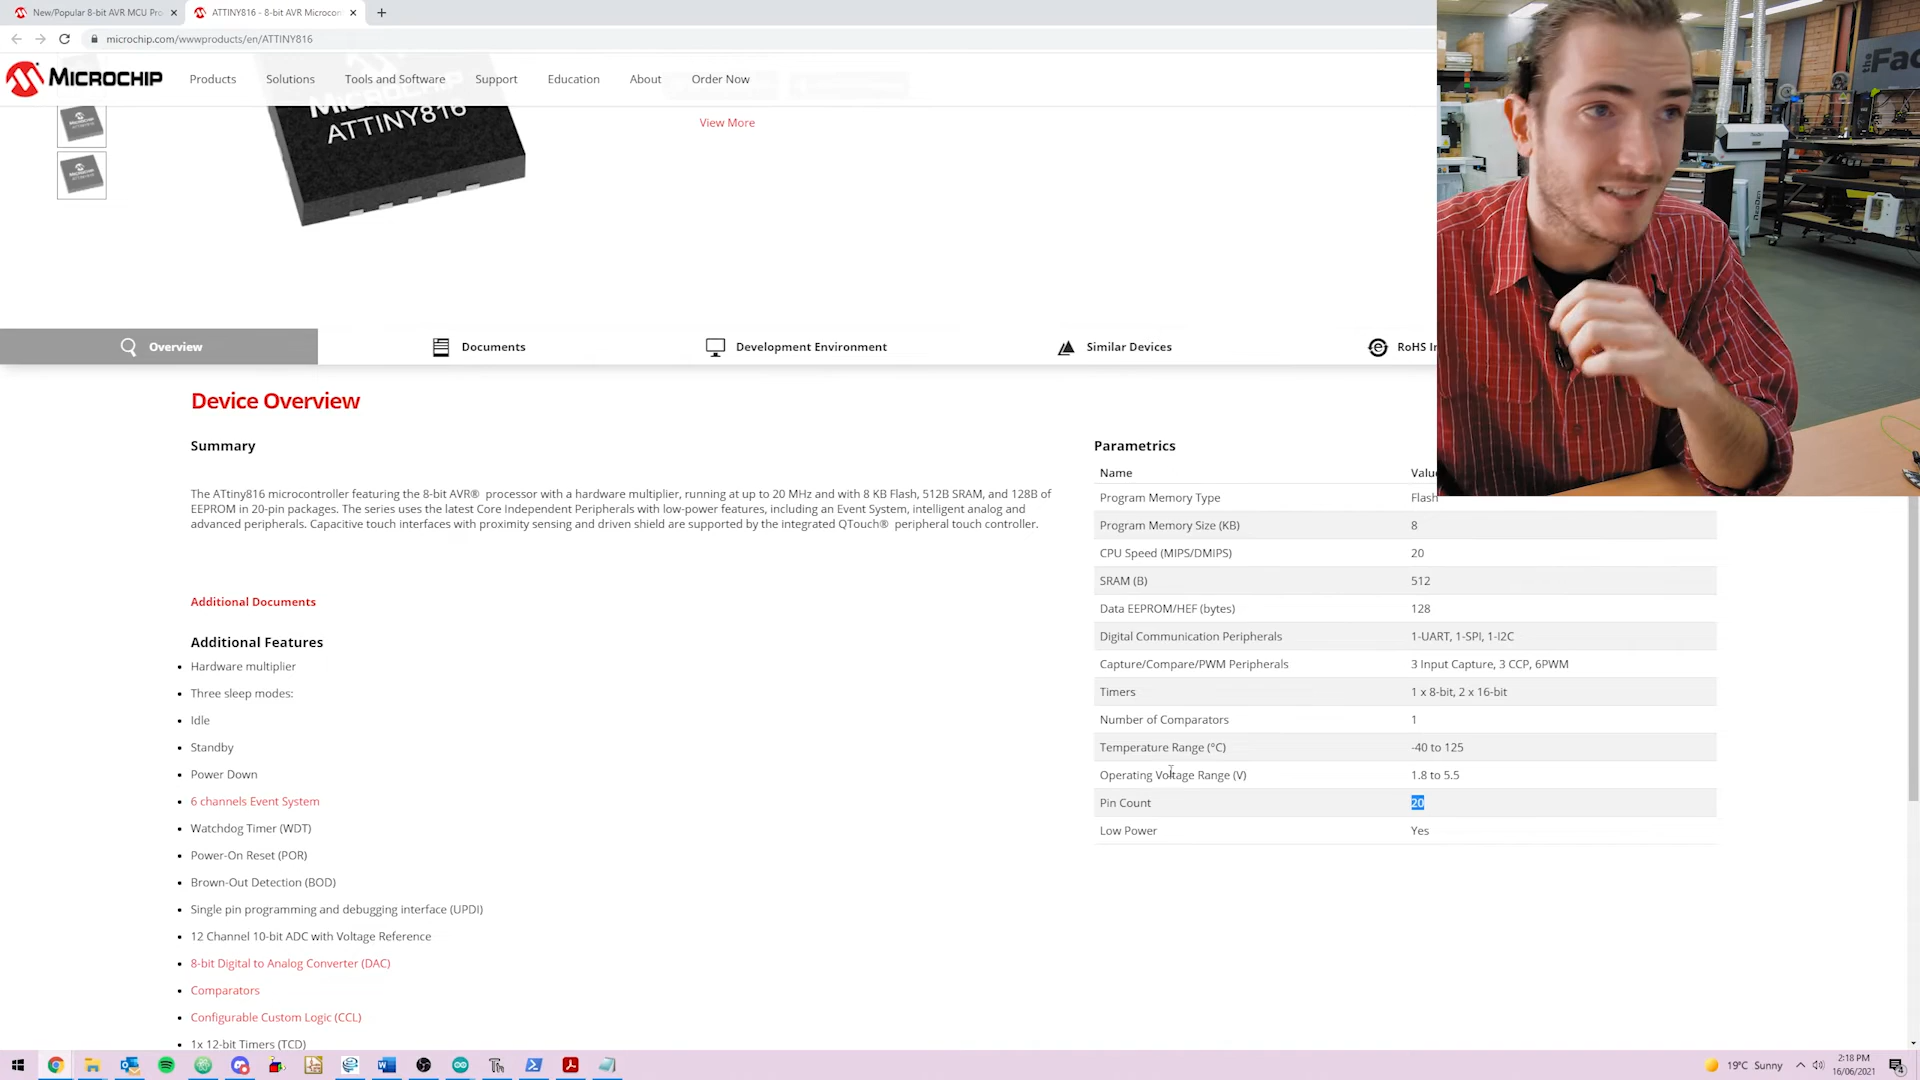 New/Popular 8-bit AVR MCU Pro
ATTINY816 - 8-bit AVR Microcon
microchip.com/wwwproducts/en/ATTINY816
MICROCHIP
Products
Solutions
Tools and Software
Support
Education
About
Order Now
MICROCHIP
ATTINY816
View More
the Fac
Overview
Documents
Development Environment
Similar Devices
RoHS In
Device Overview
Summary
The ATtiny816 microcontroller featuring the 8-bit AVR® processor with a hardware multiplier, running at up to 20 MHz and with 8 KB Flash, 512B SRAM, and 128B of
EEPROM in 20-pin packages. The series uses the latest Core Independent Peripherals with low-power features, including an Event System, intelligent analog and
advanced peripherals. Capacitive touch interfaces with proximity sensing and driven shield are supported by the integrated QTouch® peripheral touch controller.
Additional Documents
Additional Features
Hardware multiplier
Three sleep modes:
Idle
Standby
Power Down
6 channels Event System
Watchdog Timer (WDT)
Power-On Reset (POR)
Brown-Out Detection (BOD)
Single pin programming and debugging interface (UPDI)
12 Channel 10-bit ADC with Voltage Reference
8-bit Digital to Analog Converter (DAC)
Comparators
Configurable Custom Logic (CCL)
1x 12-bit Timers (TCD)
Parametrics
Name Valu
Program Memory Type Flash
Program Memory Size (KB) 8
CPU Speed (MIPS/DMIPS) 20
SRAM (B) 512
Data EEPROM/HEF (bytes) 128
Digital Communication Peripherals 1-UART, 1-SPI, 1-I2C
Capture/Compare/PWM Peripherals 3 Input Capture, 3 CCP, 6PWM
Timers 1 x 8-bit, 2 x 16-bit
Number of Comparators 1
Temperature Range (°C) -40 to 125
Operating Voltage Range (V) 1.8 to 5.5
Pin Count 20
Low Power Yes
19°C Sunny
2:18 PM
16/06/2021